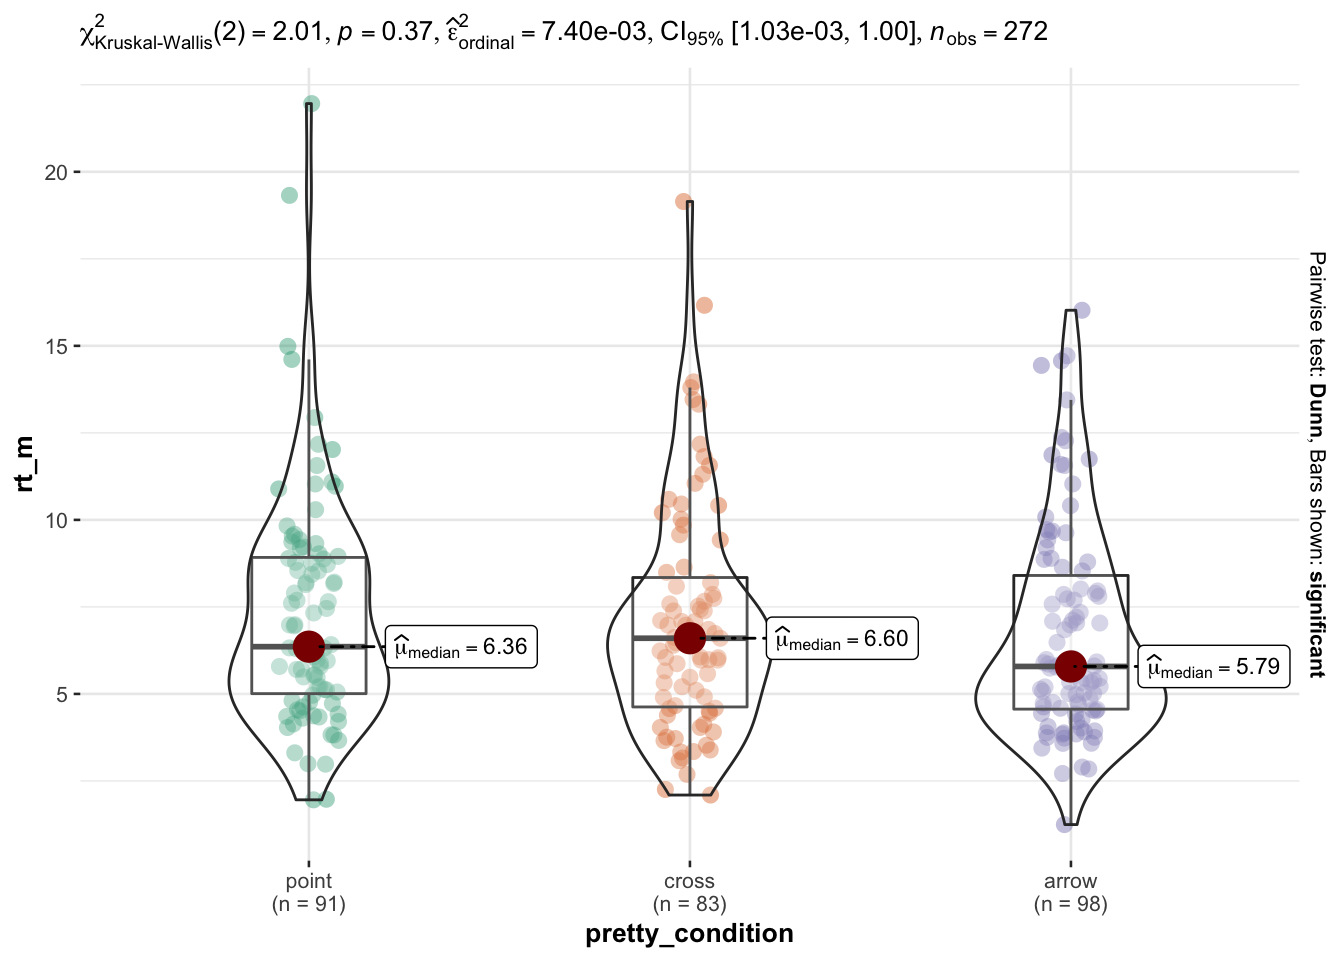 χ²Kruskal-Wallis(2) = 2.01, p = 0.37, ε̂²ordinal = 7.40e-03, CI95% [1.03e-03, 1.00], nobs = 272
20
15
10
5
rt_m
μ̂median = 6.36
μ̂median = 6.60
μ̂median = 5.79
Pairwise test: Dunn, Bars shown: significant
point
(n = 91)
cross
(n = 83)
arrow
(n = 98)
pretty_condition